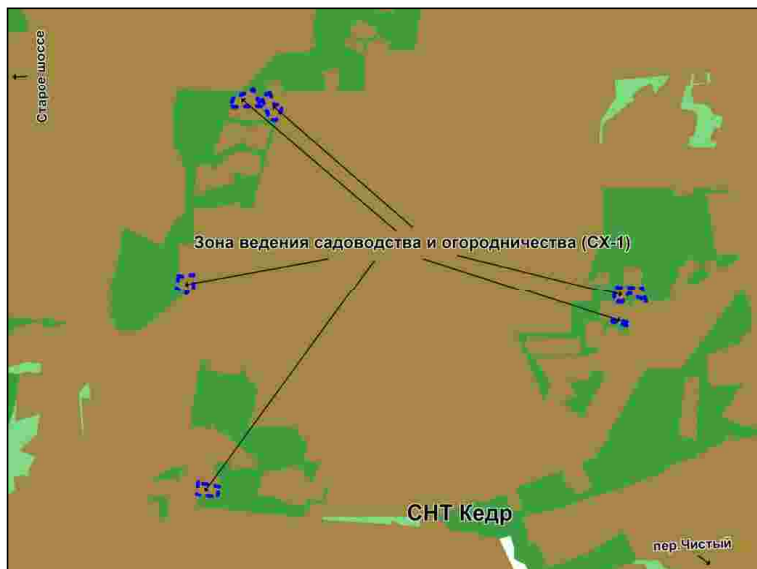 Старое шоссе
Зона ведения садоводства и огородничества (СХ-1)
СНТ Кедр
пер.Чистый